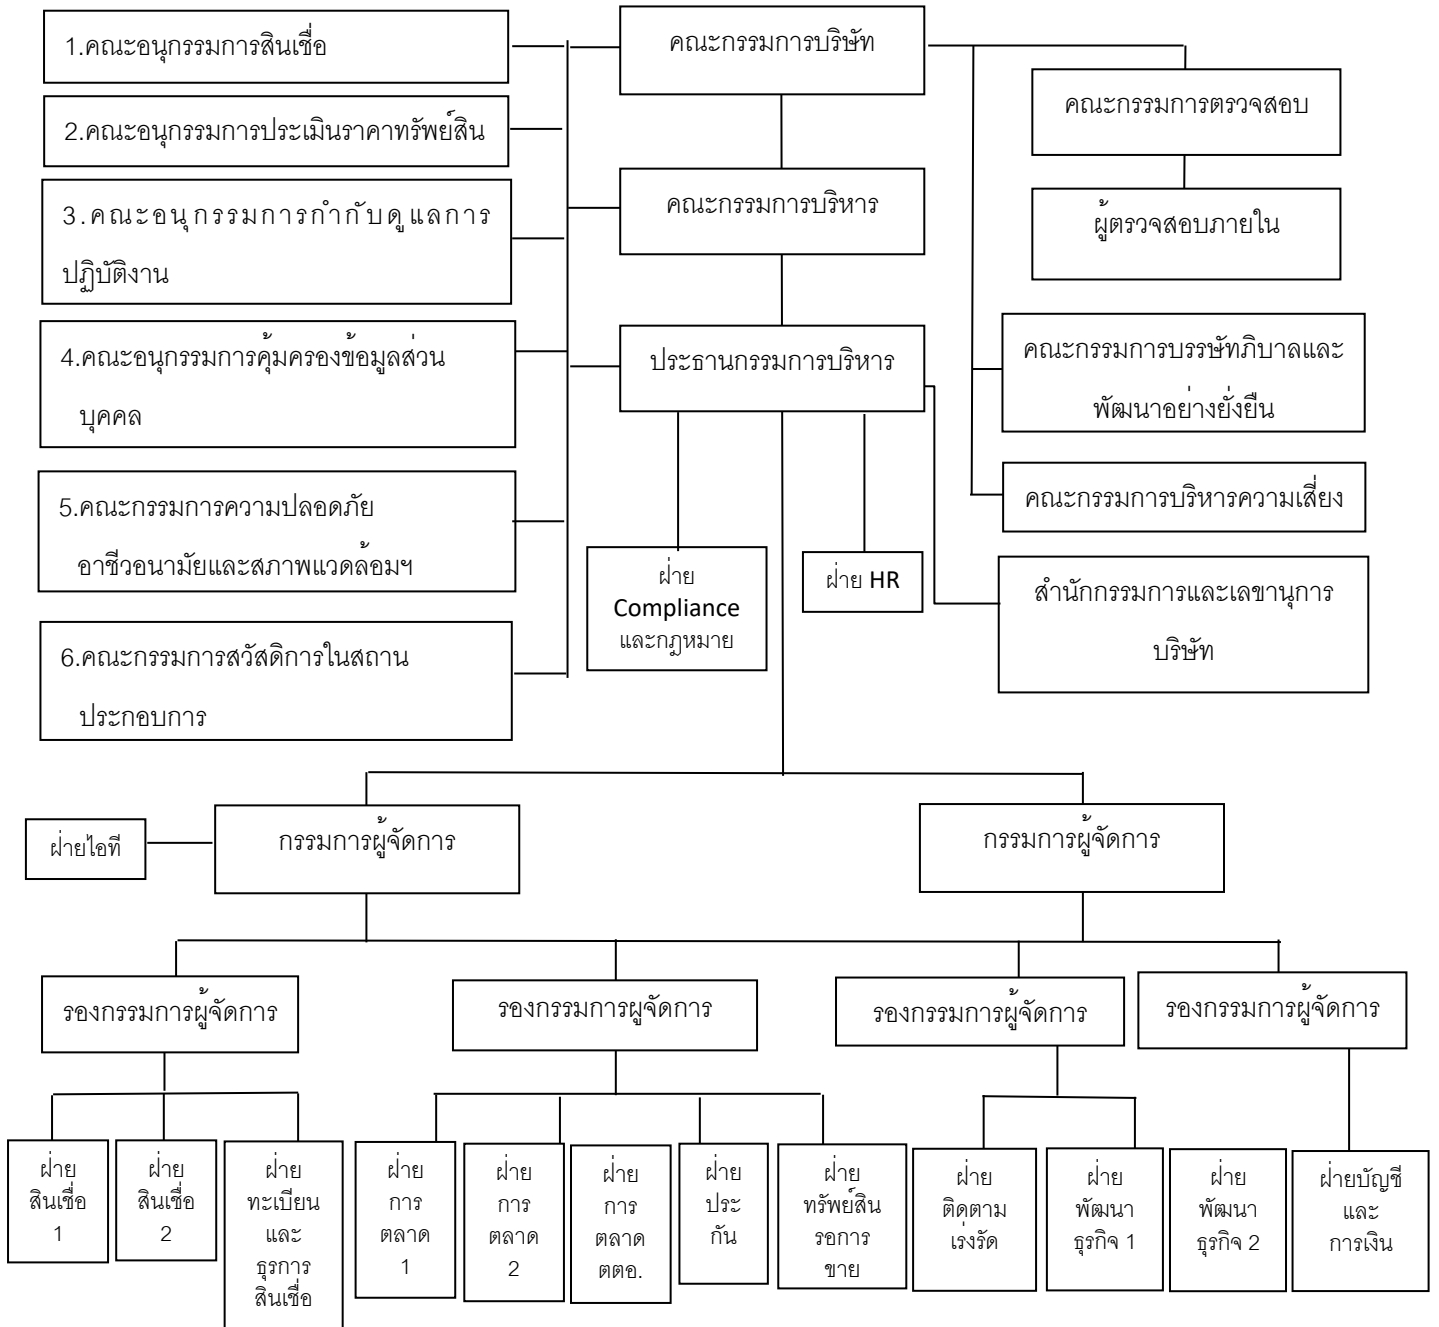 1.คณะอนุกรรมการสินเชื่อ
คณะกรรมการบริษัท
คณะกรรมการตรวจสอบ
2.คณะอนุกรรมการประเมินราคาทรัพย์สิน
คณะกรรมการบริหาร
ผู้ตรวจสอบภายใน
3.คณะอนุกรรมการกำกับดูแลการ
ปฏิบัติงาน
4.คณะอนุกรรมการคุ้มครองข้อมูลส่วน
บุคคล
ประธานกรรมการบริหาร
คณะกรรมการบรรษัทภิบาลและ
พัฒนาอย่างยั่งยืน
5.คณะกรรมการความปลอดภัย
อาชีวอนามัยและสภาพแวดล้อมฯ
คณะกรรมการบริหารความเสี่ยง
ฝ่าย
Compliance
และกฎหมาย
ฝ่าย HR
สำนักกรรมการและเลขานุการ
บริษัท
6.คณะกรรมการสวัสดิการในสถาน
ประกอบการ
ฝ่ายไอที
กรรมการผู้จัดการ
กรรมการผู้จัดการ
รองกรรมการผู้จัดการ
รองกรรมการผู้จัดการ
รองกรรมการผู้จัดการ
รองกรรมการผู้จัดการ
ฝ่าย
สินเชื่อ
1
ฝ่าย
สินเชื่อ
2
ฝ่าย
ทะเบียน
และ
ธุรการ
สินเชื่อ
ฝ่าย
การ
ตลาด
1
ฝ่าย
การ
ตลาด
2
ฝ่าย
การ
ตลาด
ตตอ.
ฝ่าย
ประ
กัน
ฝ่าย
ทรัพย์สิน
รอการ
ขาย
ฝ่าย
ติดตาม
เร่งรัด
ฝ่าย
พัฒนา
ธุรกิจ 1
ฝ่าย
พัฒนา
ธุรกิจ 2
ฝ่ายบัญชี
และ
การเงิน